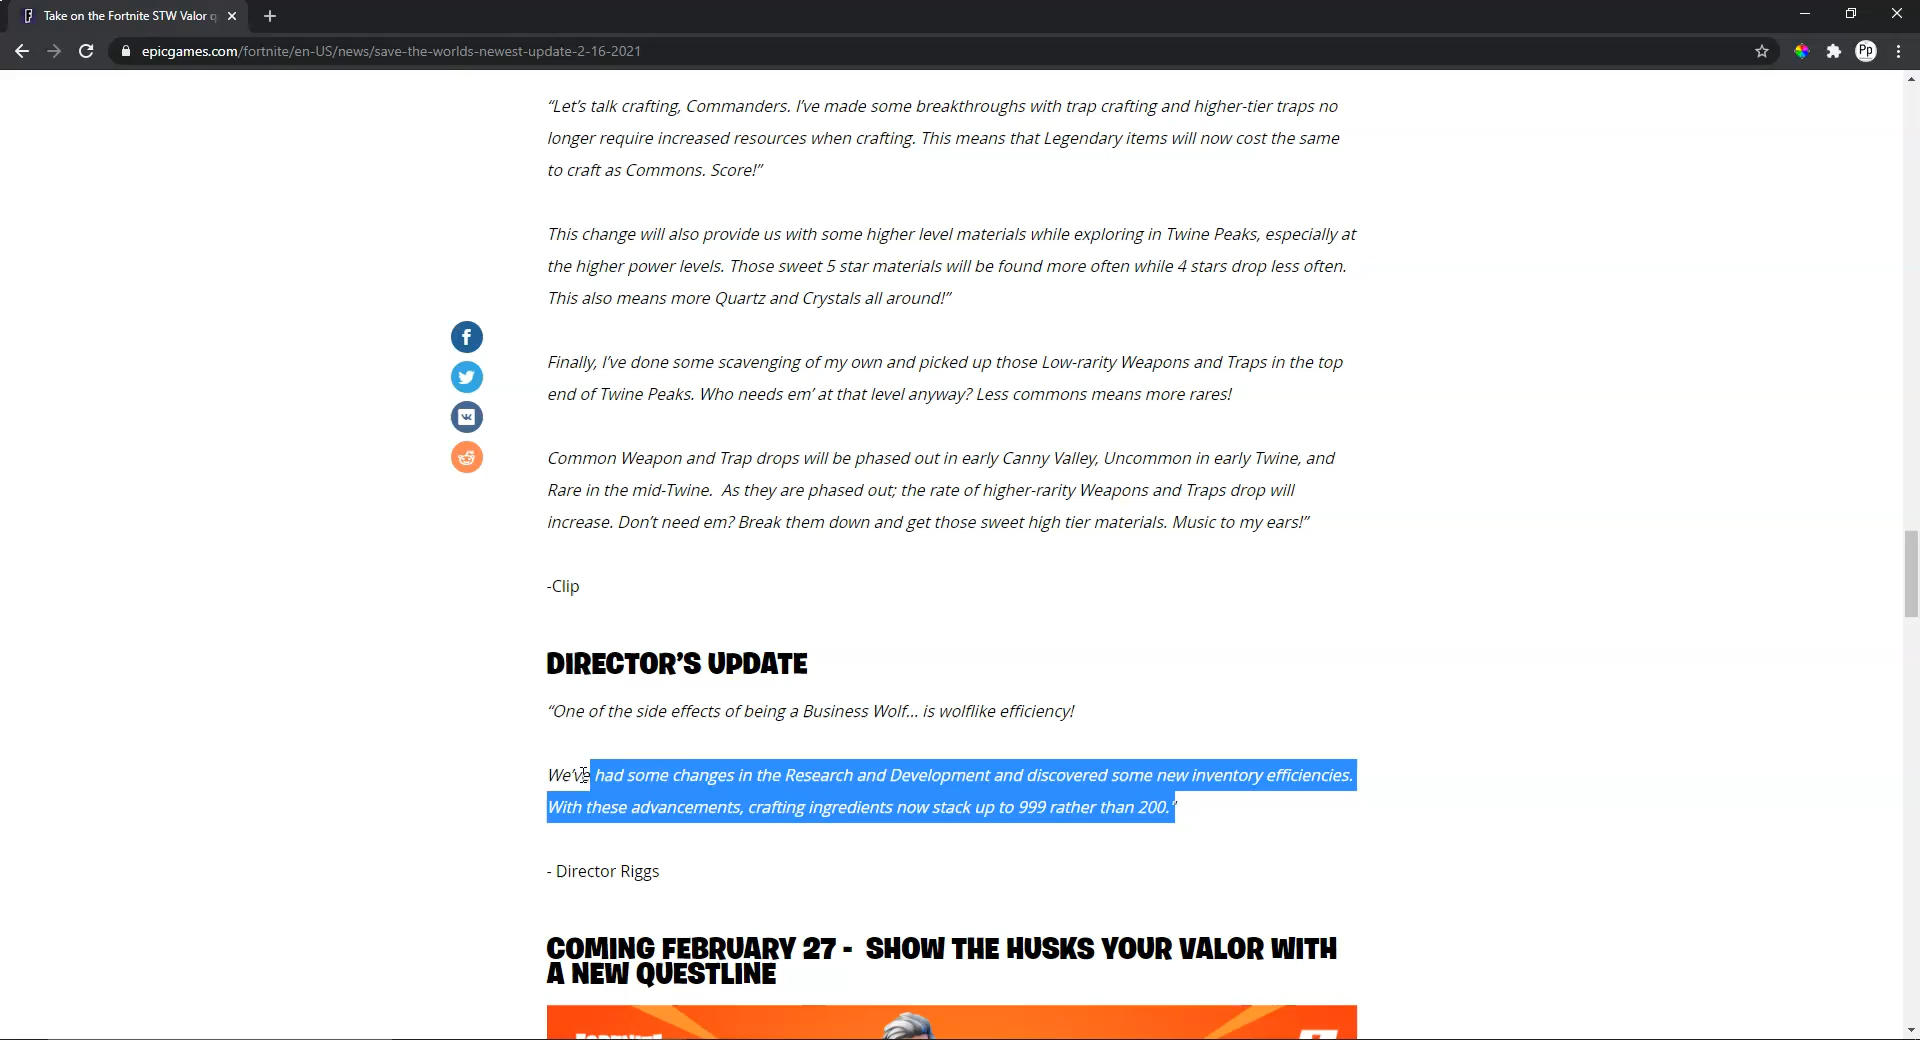 Take on the Fortnite STW Valor q
epicgames.com/fortnite/en-US/news/save-the-worlds-newest-update-2-16-2021
Pp
“Let’s talk crafting, Commanders. I’ve made some breakthroughs with trap crafting and higher-tier traps no
longer require increased resources when crafting. This means that Legendary items will now cost the same
to craft as Commons. Score!”
This change will also provide us with some higher level materials while exploring in Twine Peaks, especially at
the higher power levels. Those sweet 5 star materials will be found more often while 4 stars drop less often.
This also means more Quartz and Crystals all around!”
Finally, I’ve done some scavenging of my own and picked up those Low-rarity Weapons and Traps in the top
end of Twine Peaks. Who needs em’ at that level anyway? Less commons means more rares!
Common Weapon and Trap drops will be phased out in early Canny Valley, Uncommon in early Twine, and
Rare in the mid-Twine.  As they are phased out; the rate of higher-rarity Weapons and Traps drop will
increase. Don’t need em? Break them down and get those sweet high tier materials. Music to my ears!”
-Clip
DIRECTOR’S UPDATE
“One of the side effects of being a Business Wolf… is wolflike efficiency!
We’ve had some changes in the Research and Development and discovered some new inventory efficiencies.
With these advancements, crafting ingredients now stack up to 999 rather than 200.”
- Director Riggs
COMING FEBRUARY 27 -  SHOW THE HUSKS YOUR VALOR WITH
A NEW QUESTLINE